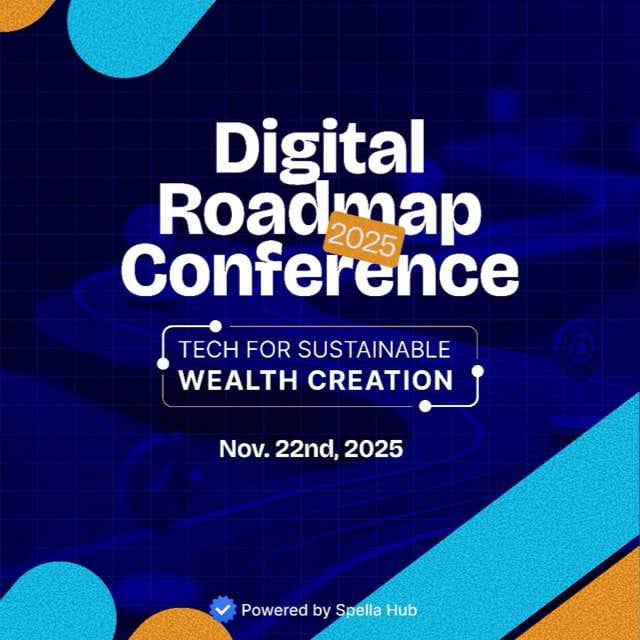 Digital
Roadmap
2025
Conference
TECH FOR SUSTAINABLE
WEALTH CREATION
Nov. 22nd, 2025
Powered by Spella Hub